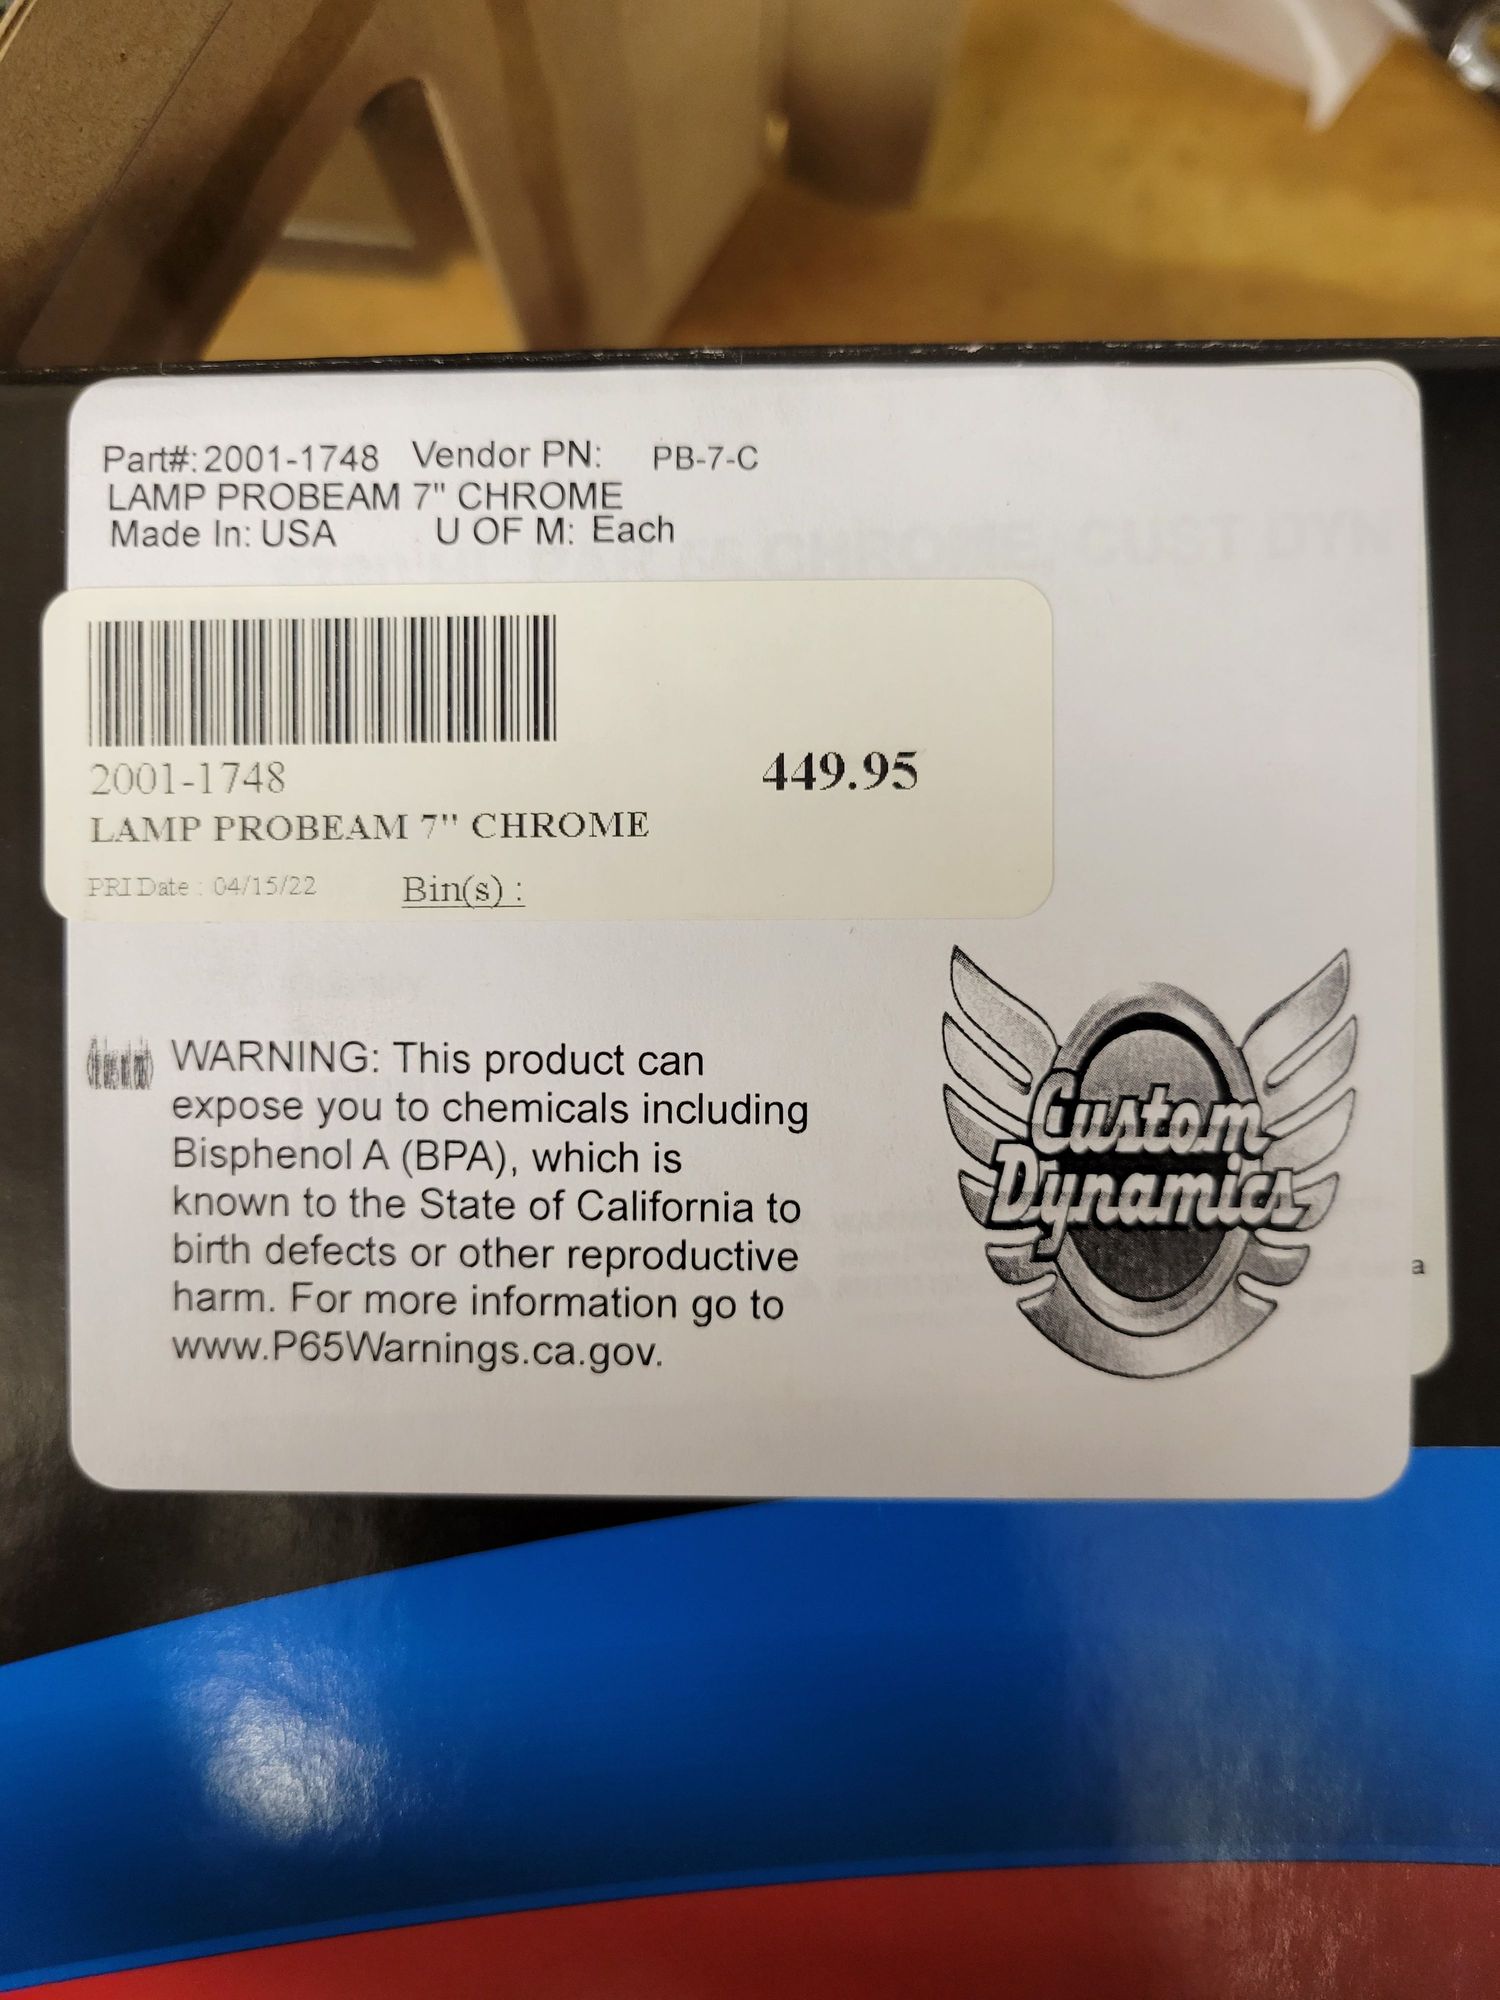 Part#: 2001-1748 Vendor PN: PB-7-C
LAMP PROBEAM 7" CHROME
Made In: USA U OF M: Each
2001-1748
449.95
LAMP PROBEAM 7" CHROME
PRI Date : 04/15/22 Bin(s) :
WARNING: This product can
expose you to chemicals including
Bisphenol A (BPA), which is
known to the State of California to
birth defects or other reproductive
harm. For more information go to
www.P65Warnings.ca.gov.
Custom
Dynamics
a